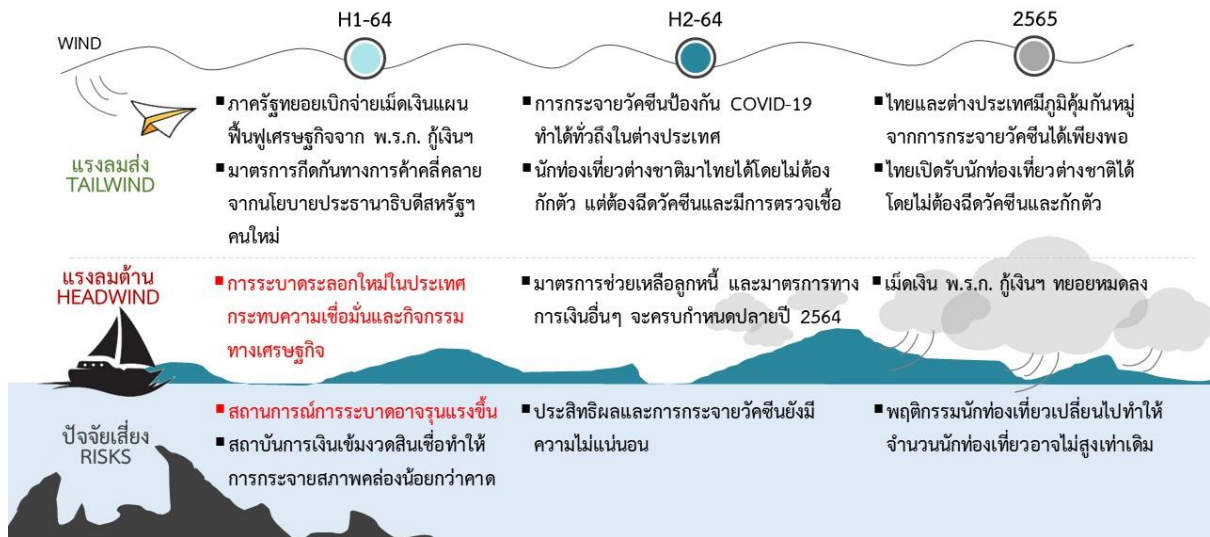 H1-64 H2-64 2565
WIND
แรงลมส่ง
TAILWIND
▪ภาครัฐทยอยเบิกจ่ายเม็ดเงินแผน
ฟื้นฟูเศรษฐกิจจาก พ.ร.ก. กู้เงินฯ
▪มาตรการกีดกันทางการค้าคลี่คลาย
จากนโยบายประธานาธิบดีสหรัฐฯ
คนใหม่
▪การกระจายวัคซีนป้องกัน COVID-19
ทำได้ทั่วถึงในต่างประเทศ
▪นักท่องเที่ยวต่างชาติมาไทยได้โดยไม่ต้อง
กักตัว แต่ต้องฉีดวัคซีนและมีการตรวจเชื้อ
▪ไทยและต่างประเทศมีภูมิคุ้มกันหมู่
จากการกระจายวัคซีนได้เพียงพอ
▪ไทยเปิดรับนักท่องเที่ยวต่างชาติได้
โดยไม่ต้องฉีดวัคซีนและกักตัว
แรงลมต้าน
HEADWIND
▪การระบาดระลอกใหม่ในประเทศ
กระทบความเชื่อมั่นและกิจกรรม
ทางเศรษฐกิจ
▪มาตรการช่วยเหลือลูกหนี้ และมาตรการทาง
การเงินอื่นๆ จะครบกำหนดปลายปี 2564
▪เม็ดเงิน พ.ร.ก. กู้เงินฯ ทยอยหมดลง
ปัจจัยเสี่ยง
RISKS
▪สถานการณ์การระบาดอาจรุนแรงขึ้น
▪สถาบันการเงินเข้มงวดสินเชื่อทำให้
การกระจายสภาพคล่องน้อยกว่าคาด
▪ประสิทธิผลและการกระจายวัคซีนยังมี
ความไม่แน่นอน
▪พฤติกรรมนักท่องเที่ยวเปลี่ยนไปทำให้
จำนวนนักท่องเที่ยวอาจไม่สูงเท่าเดิม